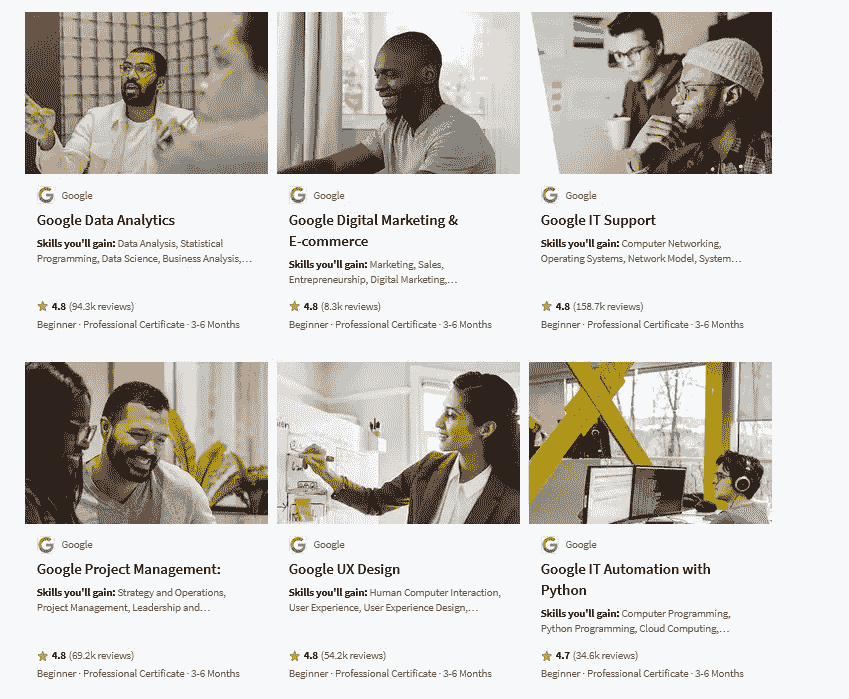 Google
Google Data Analytics
Skills you'll gain: Data Analysis, Statistical
Programming, Data Science, Business Analysis,…
4.8 (94.3k reviews)
Beginner · Professional Certificate · 3-6 Months
Google
Google Digital Marketing &
E-commerce
Skills you'll gain: Marketing, Sales,
Entrepreneurship, Digital Marketing,…
4.8 (8.3k reviews)
Beginner · Professional Certificate · 3-6 Months
Google
Google IT Support
Skills you'll gain: Computer Networking,
Operating Systems, Network Model, System…
4.8 (158.7k reviews)
Beginner · Professional Certificate · 3-6 Months
Google
Google Project Management:
Skills you'll gain: Strategy and Operations,
Project Management, Leadership and…
4.8 (69.2k reviews)
Beginner · Professional Certificate · 3-6 Months
Google
Google UX Design
Skills you'll gain: Human Computer Interaction,
User Experience, User Experience Design,…
4.8 (54.2k reviews)
Beginner · Professional Certificate · 3-6 Months
Google
Google IT Automation with
Python
Skills you'll gain: Computer Programming,
Python Programming, Cloud Computing,…
4.7 (34.6k reviews)
Beginner · Professional Certificate · 3-6 Months